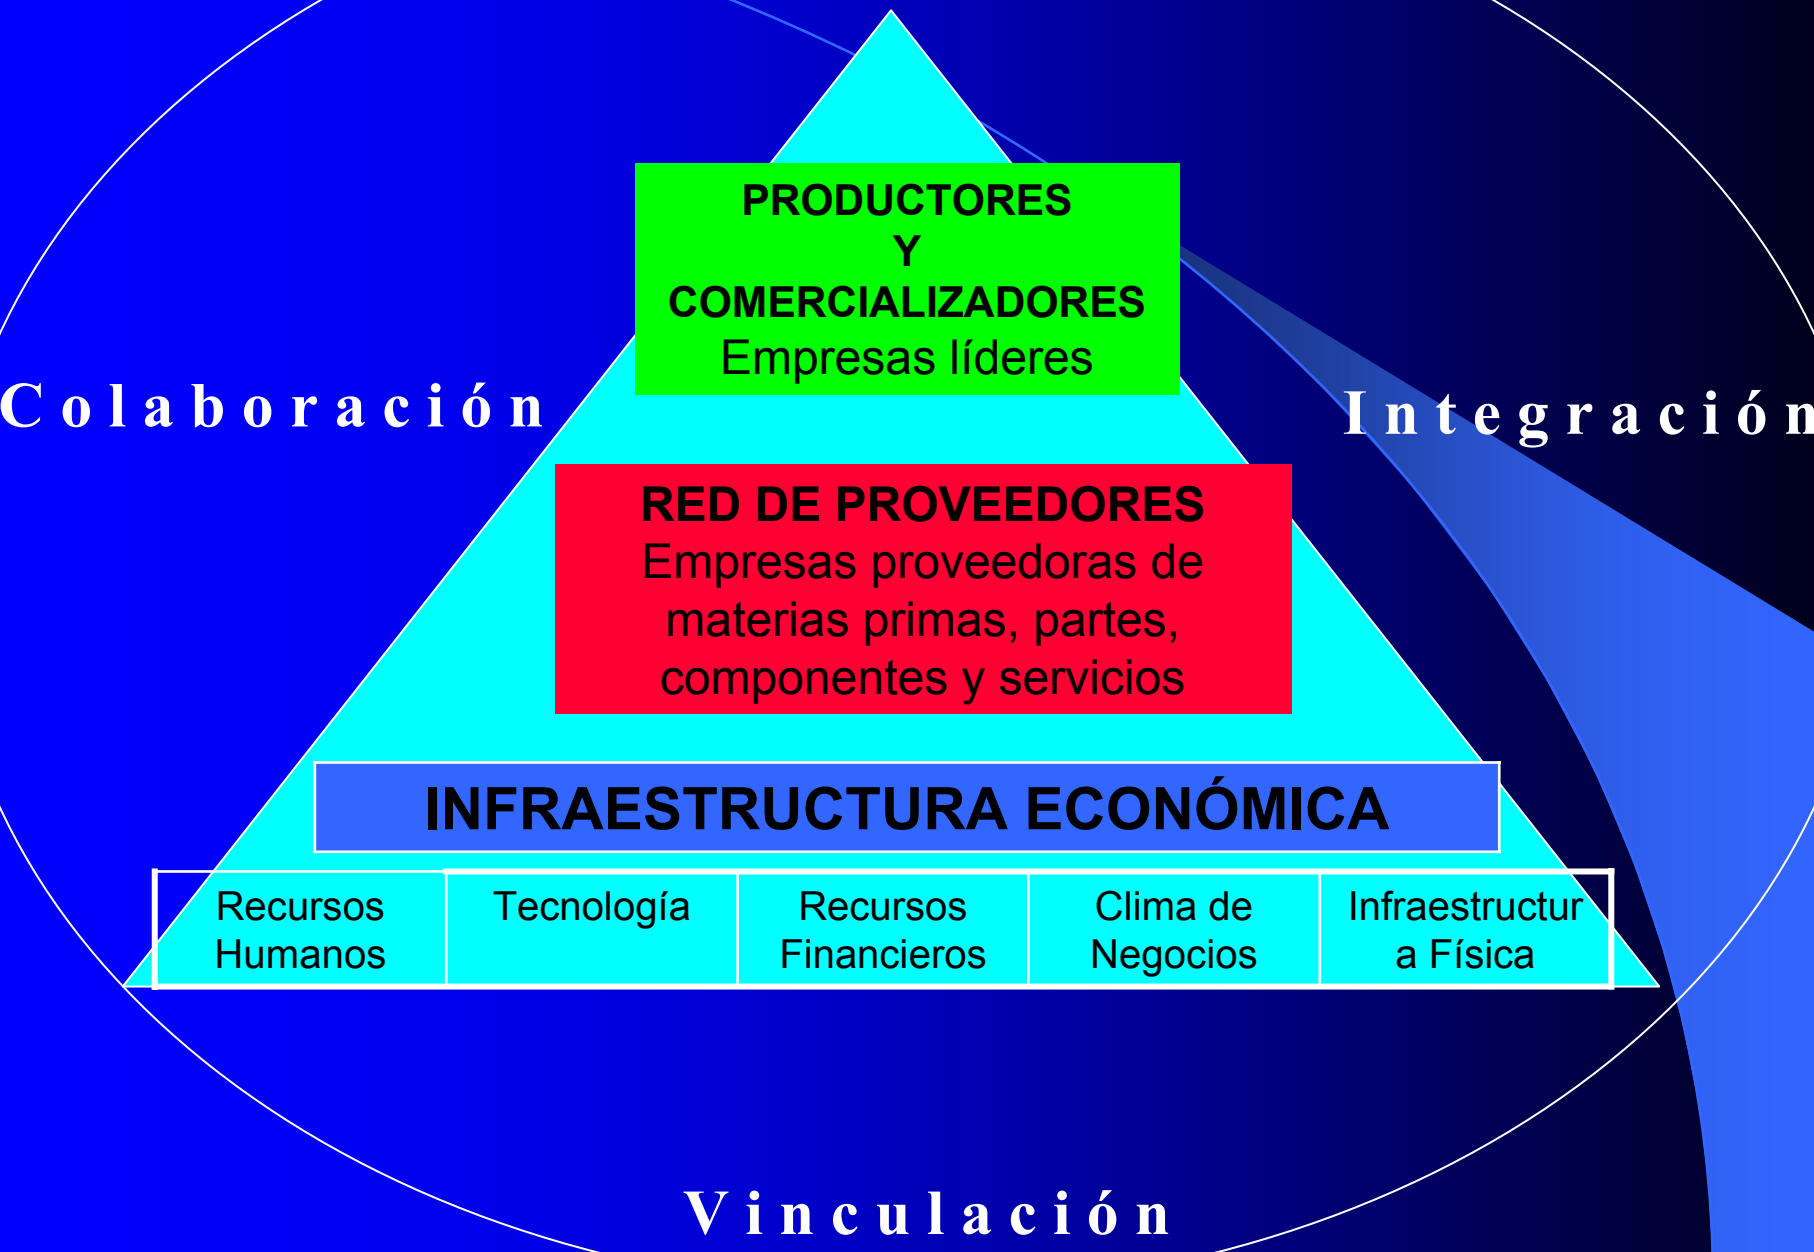 PRODUCTORES
Y
COMERCIALIZADORES
Empresas líderes
Colaboración
Integración
RED DE PROVEEDORES
Empresas proveedoras de
materias primas, partes,
componentes y servicios
INFRAESTRUCTURA ECONÓMICA
Recursos
Humanos
Tecnología
Recursos
Financieros
Clima de
Negocios
Infraestructur
a Física
Vinculación